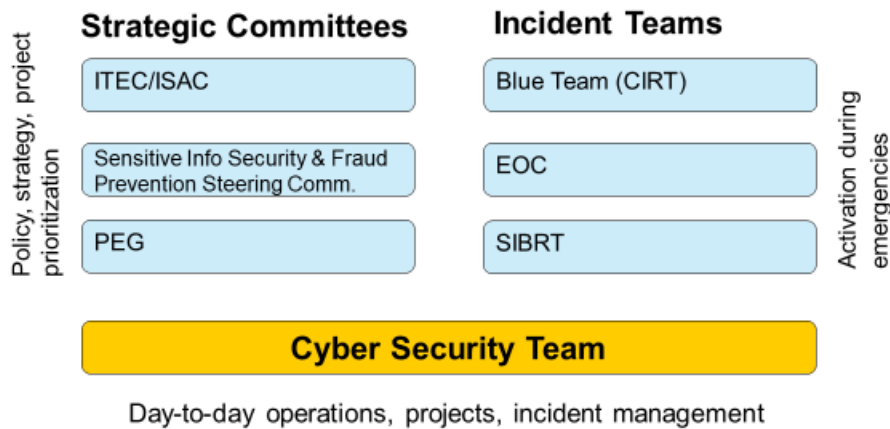 Strategic Committees
Incident Teams
Policy, strategy, project
prioritization
ITEC/ISAC
Sensitive Info Security & Fraud
Prevention Steering Comm.
PEG
Blue Team (CIRT)
EOC
SIBRT
Activation during
emergencies
Cyber Security Team
Day-to-day operations, projects, incident management